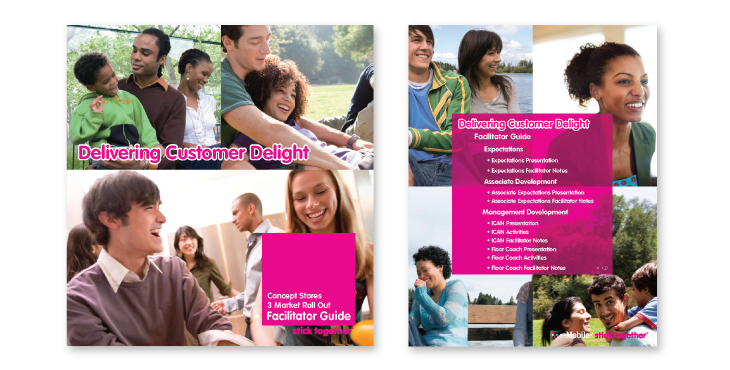 Delivering Customer Delight
Concept Stores
3 Market Roll Out
Facilitator Guide
stick together
Delivering Customer Delight
Facilitator Guide
Expectations
• Expectations Presentation
• Expectations Facilitator Notes
Associate Development
• Associate Expectations Presentation
• Associate Expectations Facilitator Notes
Management Development
• ICAN Presentation
• ICAN Activities
• ICAN Facilitator Notes
• Floor Coach Presentation
• Floor Coach Activities
• Floor Coach Facilitator Notes
Mobile stick together